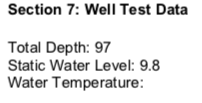 Section 7: Well Test Data
Total Depth: 97
Static Water Level: 9.8
Water Temperature: